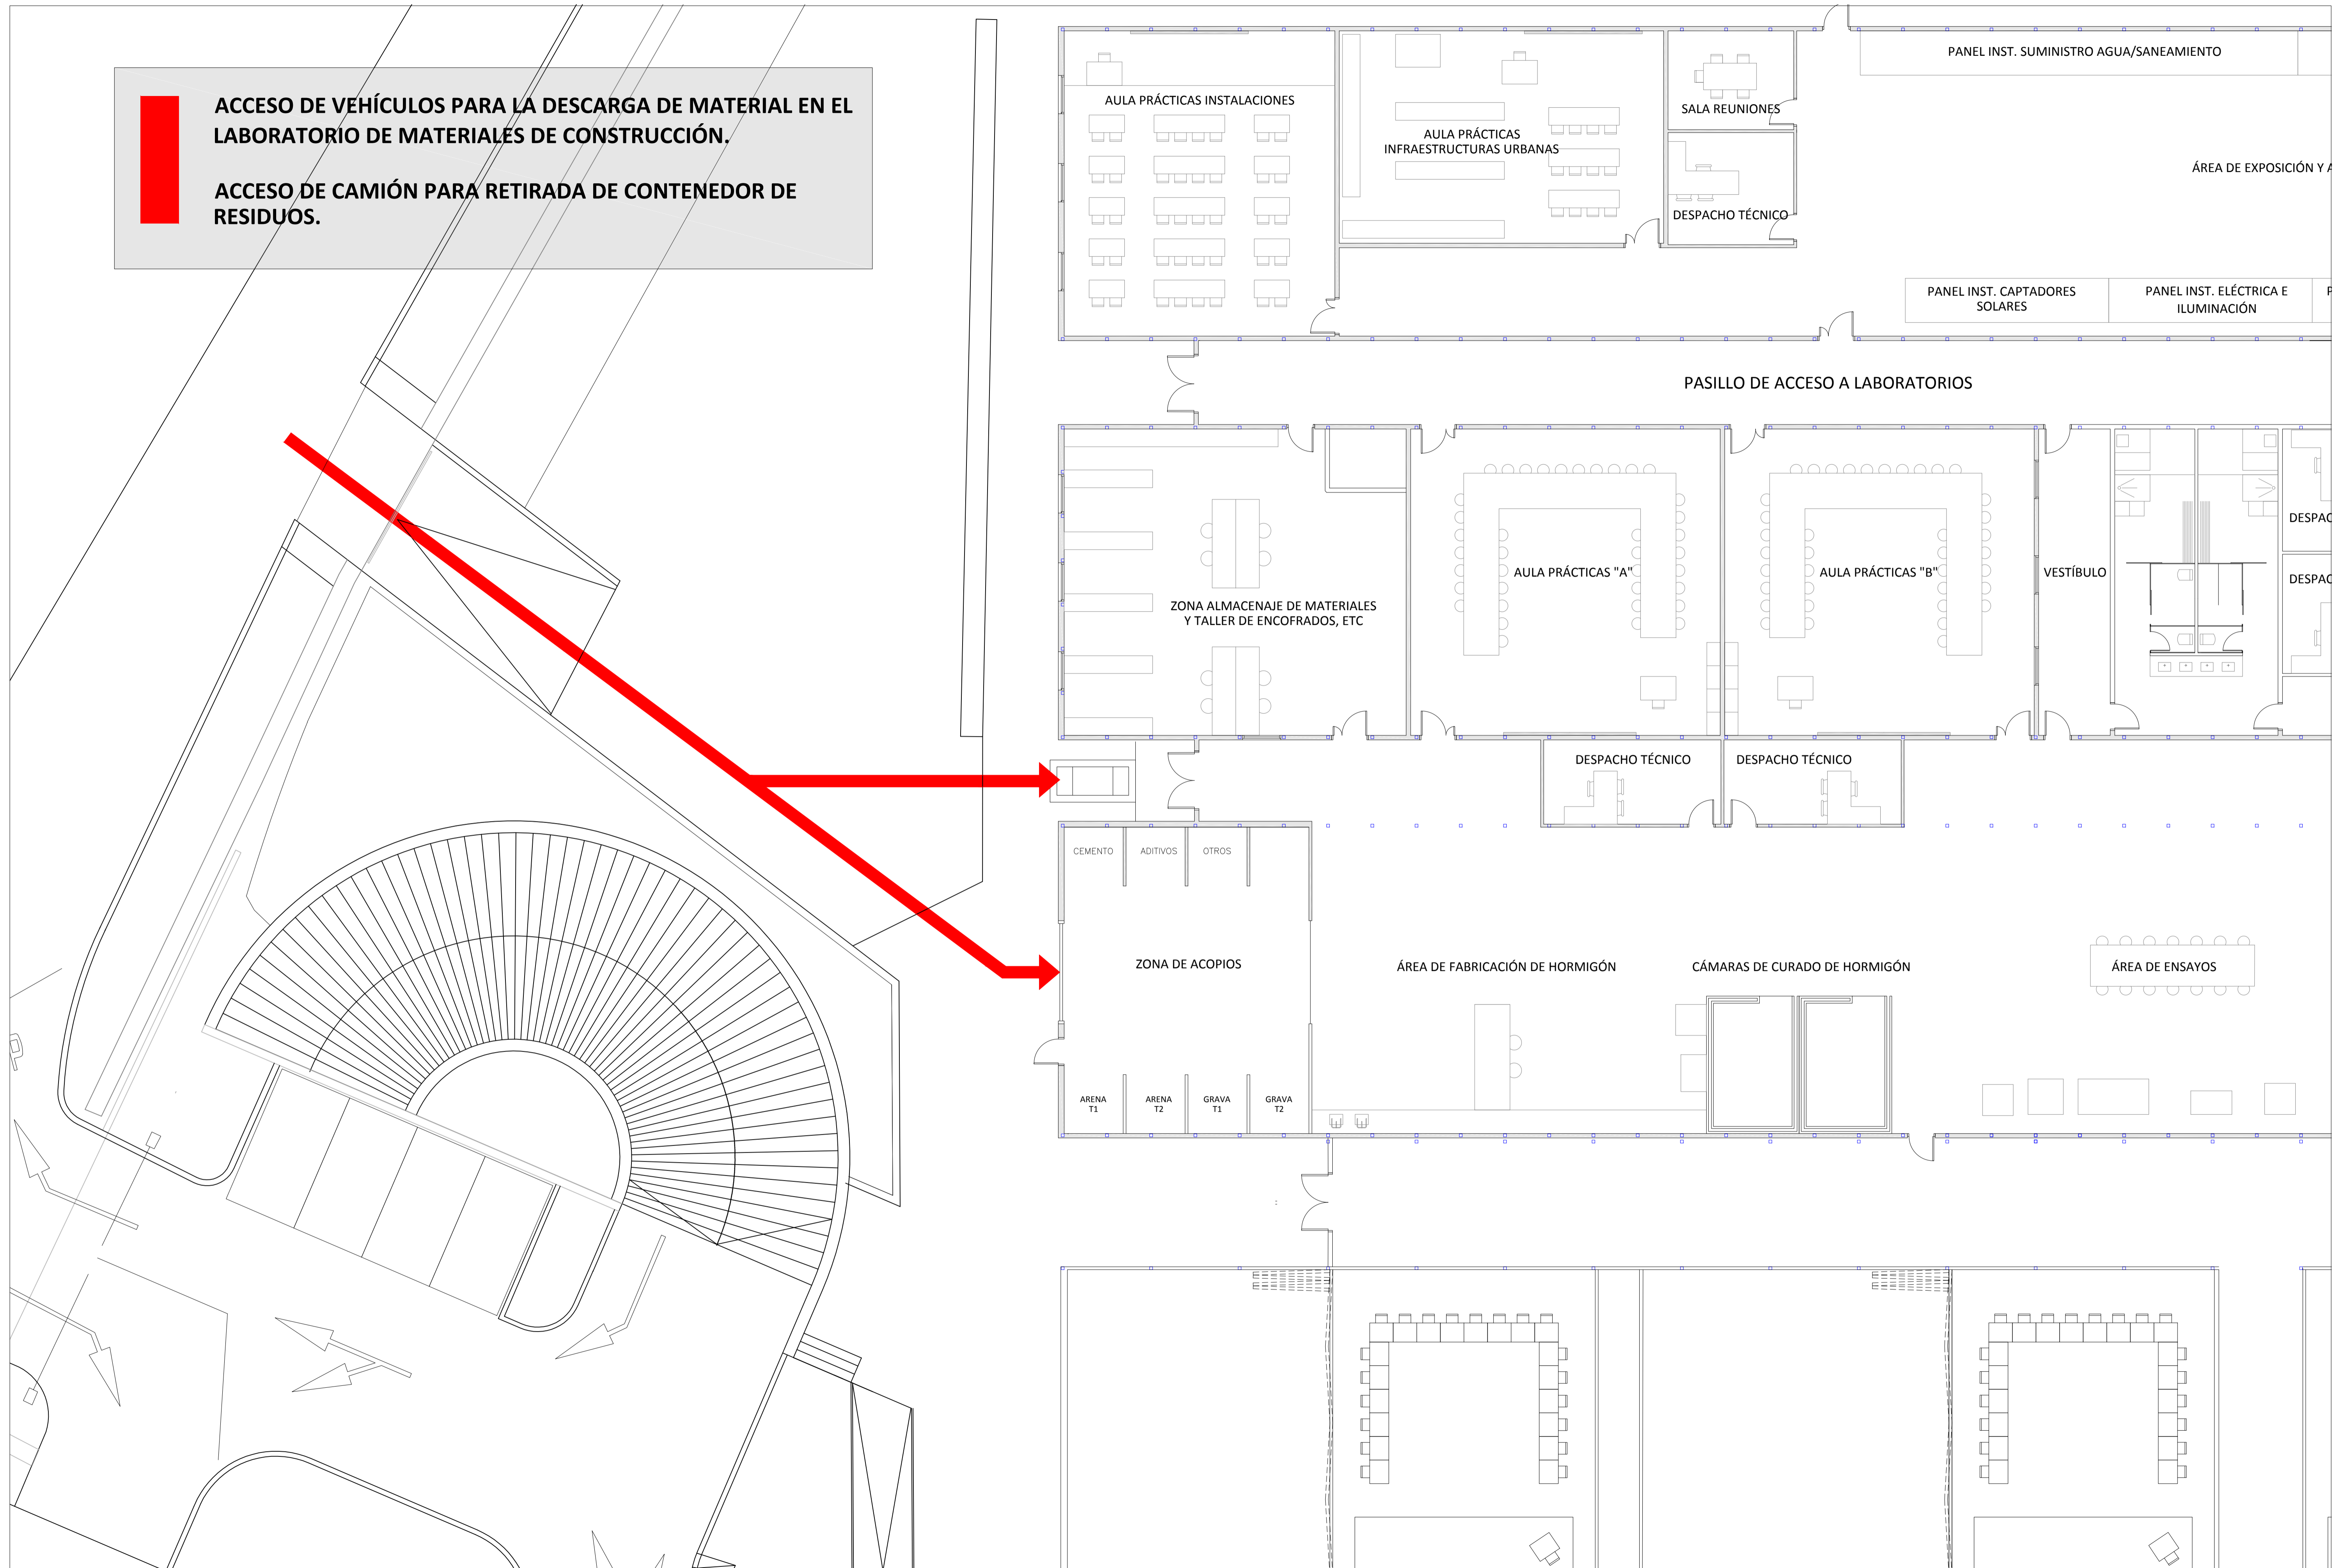 ACCESO DE VEHÍCULOS PARA LA DESCARGA DE MATERIAL EN EL
LABORATORIO DE MATERIALES DE CONSTRUCCIÓN.
ACCESO DE CAMIÓN PARA RETIRADA DE CONTENEDOR DE
RESIDUOS.
PANEL INST. SUMINISTRO AGUA/SANEAMIENTO
AULA PRÁCTICAS INSTALACIONES
AULA PRÁCTICAS
INFRAESTRUCTURAS URBANAS
SALA REUNIONES
DESPACHO TÉCNICO
ÁREA DE EXPOSICIÓN Y A
PANEL INST. CAPTADORES
SOLARES
PANEL INST. ELÉCTRICA E
ILUMINACIÓN
P
PASILLO DE ACCESO A LABORATORIOS
ZONA ALMACENAJE DE MATERIALES
Y TALLER DE ENCOFRADOS, ETC
AULA PRÁCTICAS "A"
AULA PRÁCTICAS "B"
VESTÍBULO
DESPAC
DESPAC
DESPACHO TÉCNICO
DESPACHO TÉCNICO
CEMENTO
ADITIVOS
OTROS
ZONA DE ACOPIOS
ÁREA DE FABRICACIÓN DE HORMIGÓN
CÁMARAS DE CURADO DE HORMIGÓN
ÁREA DE ENSAYOS
ARENA
T1
ARENA
T2
GRAVA
T1
GRAVA
T2